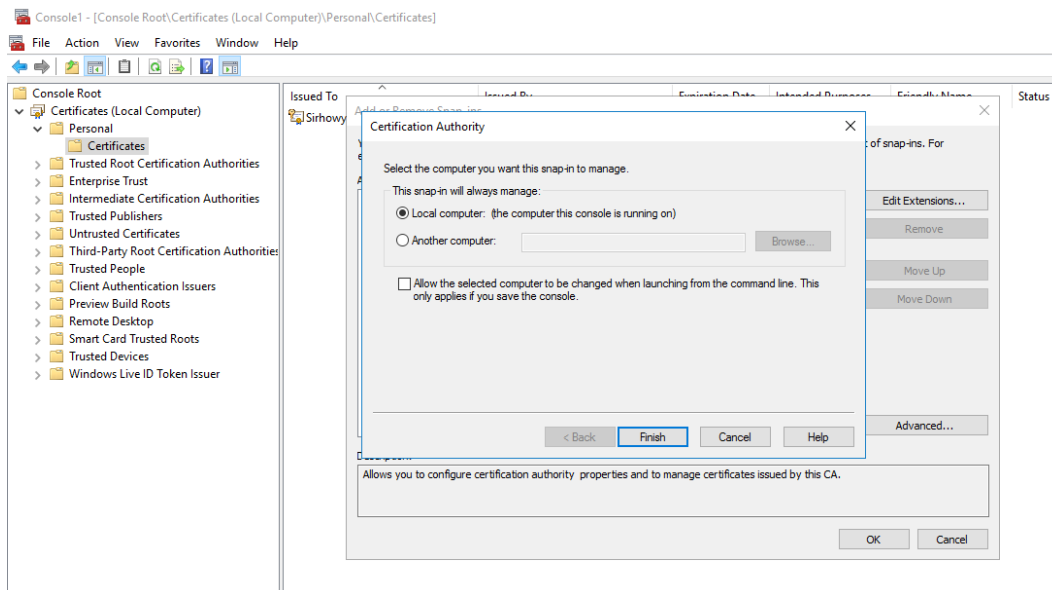 Console1 - [Console Root\Certificates (Local Computer)\Personal\Certificates]
File Action View Favorites Window Help
Console Root
Certificates (Local Computer)
Personal
Certificates
Trusted Root Certification Authorities
Enterprise Trust
Intermediate Certification Authorities
Trusted Publishers
Untrusted Certificates
Third-Party Root Certification Authorities
Trusted People
Client Authentication Issuers
Preview Build Roots
Remote Desktop
Smart Card Trusted Roots
Trusted Devices
Windows Live ID Token Issuer
Issued To Issued By Expiration Date Intended Purposes Friendly Name Status
Sirhowy
Add or Remove Snap-ins
of snap-ins. For
Certification Authority
Select the computer you want this snap-in to manage.
This snap-in will always manage:
Local computer: (the computer this console is running on)
Another computer:
Browse...
Allow the selected computer to be changed when launching from the command line. This
only applies if you save the console.
< Back Finish Cancel Help
Edit Extensions...
Remove
Move Up
Move Down
Advanced...
Allows you to configure certification authority properties and to manage certificates issued by this CA.
OK Cancel